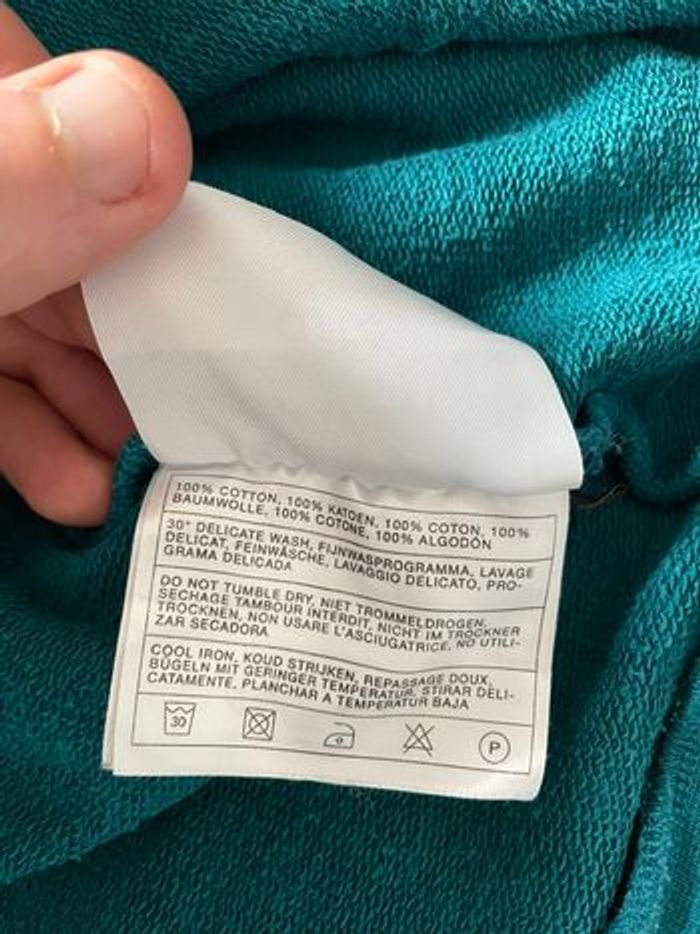 100% COTTON, 100% KATOEN, 100% COTON, 100%
BAUMWOLLE, 100% COTONE, 100% ALGODÓN
30° DELICATE WASH, FIJNWASPROGRAMMA, LAVAGE
DELICAT, FEINWÄSCHE, LAVAGGIO DELICATO, PRO-
GRAMA DELICADA
DO NOT TUMBLE DRY, NIET TROMMELDROGEN,
SECHAGE TAMBOUR INTERDIT, NICHT IM TROCKNER
TROCKNEN, NON USARE L'ASCIUGATRICE, NO UTILI-
ZAR SECADORA
COOL IRON, KOUD STRIJKEN, REPASSAGE DOUX,
BÜGELN MIT GERINGER TEMPERATUR, STIRAR DELI-
CATAMENTE, PLANCHAR A TEMPERATUR BAJA
30 P